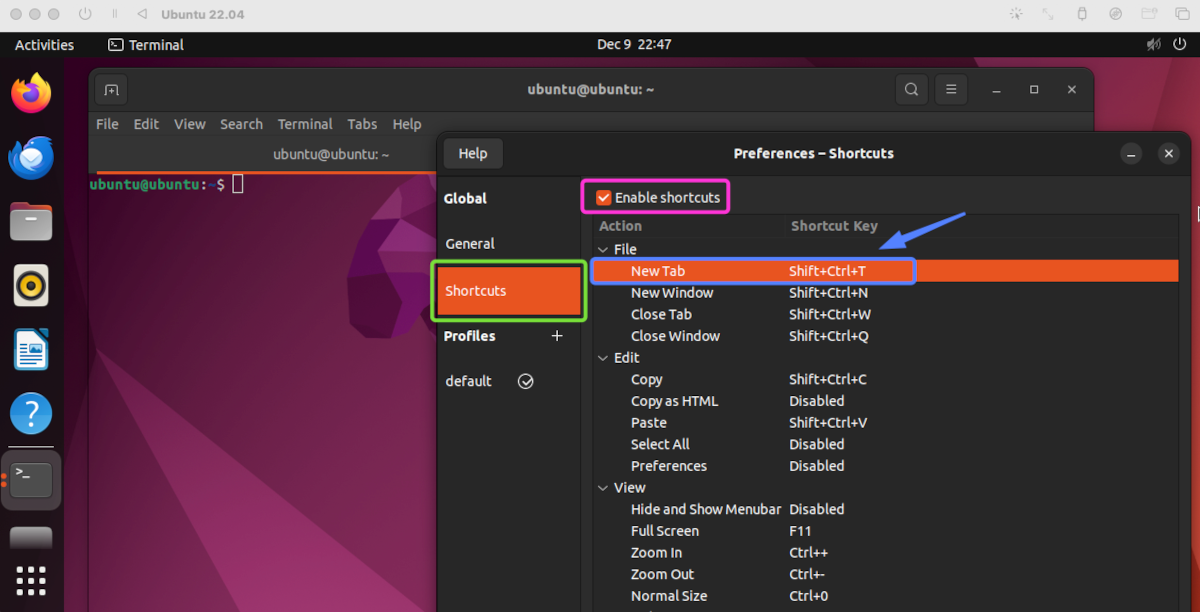 Ubuntu 22.04
Activities Terminal Dec 9 22:47
ubuntu@ubuntu: ~
File Edit View Search Terminal Tabs Help
ubuntu@ubuntu: ~
ubuntu@ubuntu:~$
Help Preferences – Shortcuts
Global
General
Shortcuts
Profiles +
default
Enable shortcuts
Action Shortcut Key
File
New Tab Shift+Ctrl+T
New Window Shift+Ctrl+N
Close Tab Shift+Ctrl+W
Close Window Shift+Ctrl+Q
Edit
Copy Shift+Ctrl+C
Copy as HTML Disabled
Paste Shift+Ctrl+V
Select All Disabled
Preferences Disabled
View
Hide and Show Menubar Disabled
Full Screen F11
Zoom In Ctrl++
Zoom Out Ctrl+-
Normal Size Ctrl+0